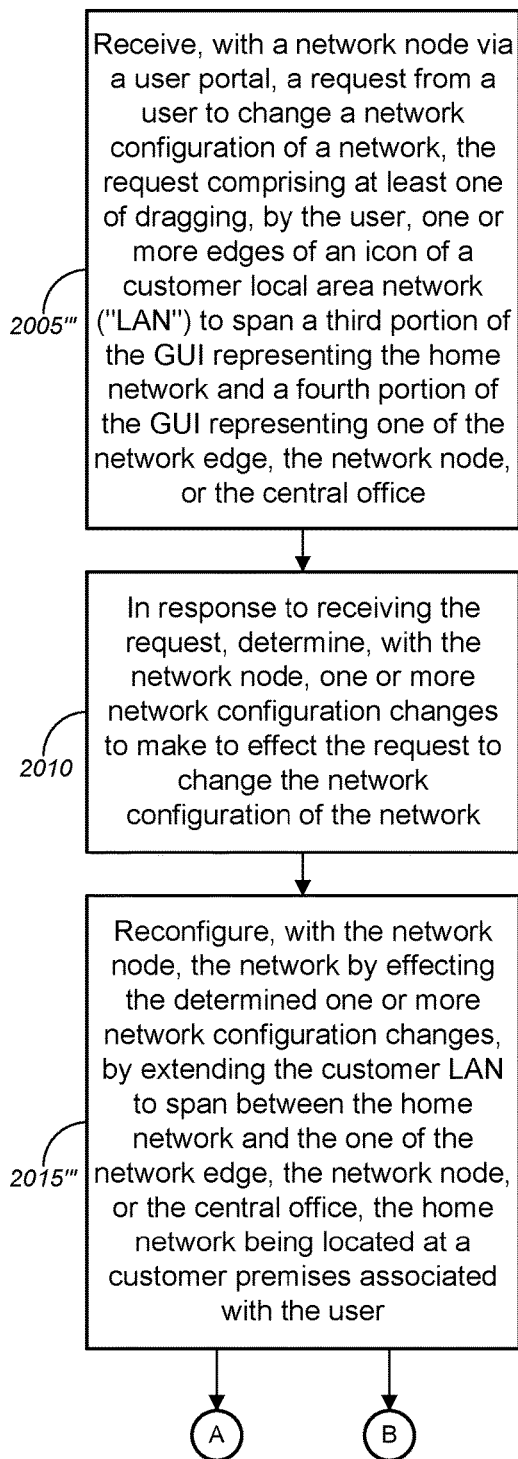 Receive, with a network node via
a user portal, a request from a
user to change a network
configuration of a network, the
request comprising at least one
of dragging, by the user, one or
more edges of an icon of a
customer local area network
("LAN") to span a third portion of
the GUI representing the home
network and a fourth portion of
the GUI representing one of the
network edge, the network node,
or the central office
2005'''
In response to receiving the
request, determine, with the
network node, one or more
network configuration changes
to make to effect the request to
change the network
configuration of the network
2010
Reconfigure, with the network
node, the network by effecting
the determined one or more
network configuration changes,
by extending the customer LAN
to span between the home
network and the one of the
network edge, the network node,
or the central office, the home
network being located at a
customer premises associated
with the user
2015'''
A
B